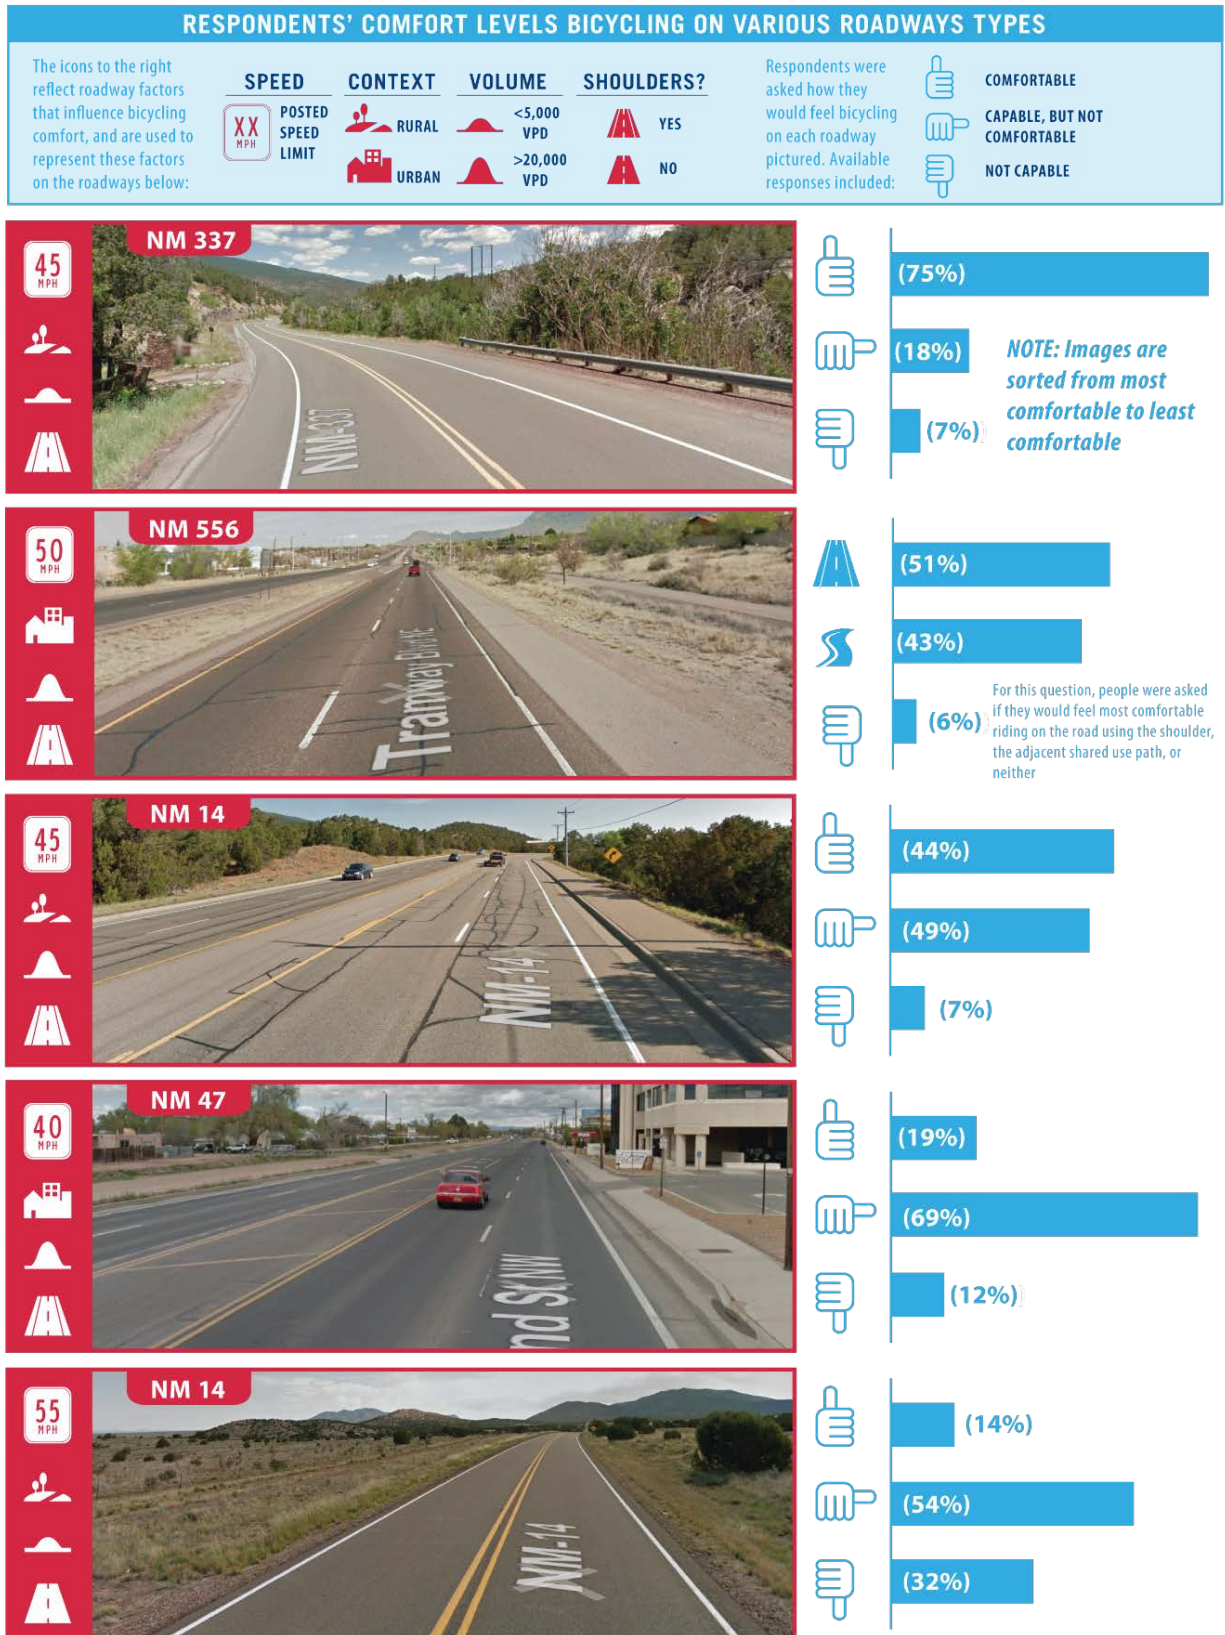 RESPONDENTS' COMFORT LEVELS BICYCLING ON VARIOUS ROADWAYS TYPES
The icons to the right
reflect roadway factors
that influence bicycling
comfort, and are used to
represent these factors
on the roadways below:
SPEED
XX
MPH
POSTED
SPEED
LIMIT
CONTEXT
RURAL
URBAN
VOLUME
<5,000
VPD
>20,000
VPD
SHOULDERS?
YES
NO
Respondents were
asked how they
would feel bicycling
on each roadway
pictured. Available
responses included:
COMFORTABLE
CAPABLE, BUT NOT
COMFORTABLE
NOT CAPABLE
45
MPH
NM 337
NM-337
(75%)
(18%)
(7%)
NOTE: Images are
sorted from most
comfortable to least
comfortable
50
MPH
NM 556
Tramway Blvd NE
(51%)
(43%)
(6%)
For this question, people were asked
if they would feel most comfortable
riding on the road using the shoulder,
the adjacent shared use path, or
neither
45
MPH
NM 14
NM-14
(44%)
(49%)
(7%)
40
MPH
NM 47
nd St NW
(19%)
(69%)
(12%)
55
MPH
NM 14
NM-14
(14%)
(54%)
(32%)